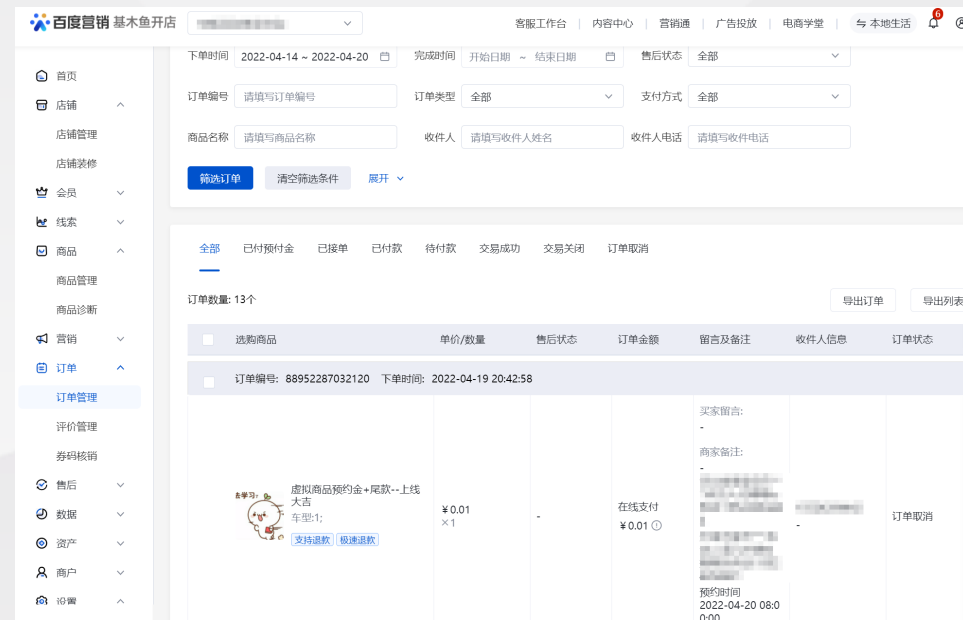 百度营销 基木鱼开店
客服工作台 内容中心 营销通 广告投放 电商学堂 本地生活 6
首页
店铺
店铺管理
店铺装修
会员
线索
商品
商品管理
商品诊断
营销
订单
订单管理
评价管理
券码核销
售后
数据
资产
商户
设置
下单时间 2022-04-14 ~ 2022-04-20 完成时间 开始日期 ~ 结束日期 售后状态 全部
订单编号 请填写订单编号 订单类型 全部 支付方式 全部
商品名称 请填写商品名称 收件人 请填写收件人姓名 收件人电话 请填写收件电话
筛选订单 清空筛选条件 展开
全部 已付预付金 已接单 已付款 待付款 交易成功 交易关闭 订单取消
订单数量: 13个 导出订单 导出列表
选购商品 单价/数量 售后状态 订单金额 留言及备注 收件人信息 订单状态
订单编号: 88952287032120 下单时间: 2022-04-19 20:42:58
去学习?
虚拟商品预约金+尾款--上线
大吉
车型:1;
支持退款 极速退款
¥0.01
×1
-
在线支付
¥0.01
买家留言:
-
商家备注:
-
预约时间
2022-04-20 08:0
0:00
-
订单取消